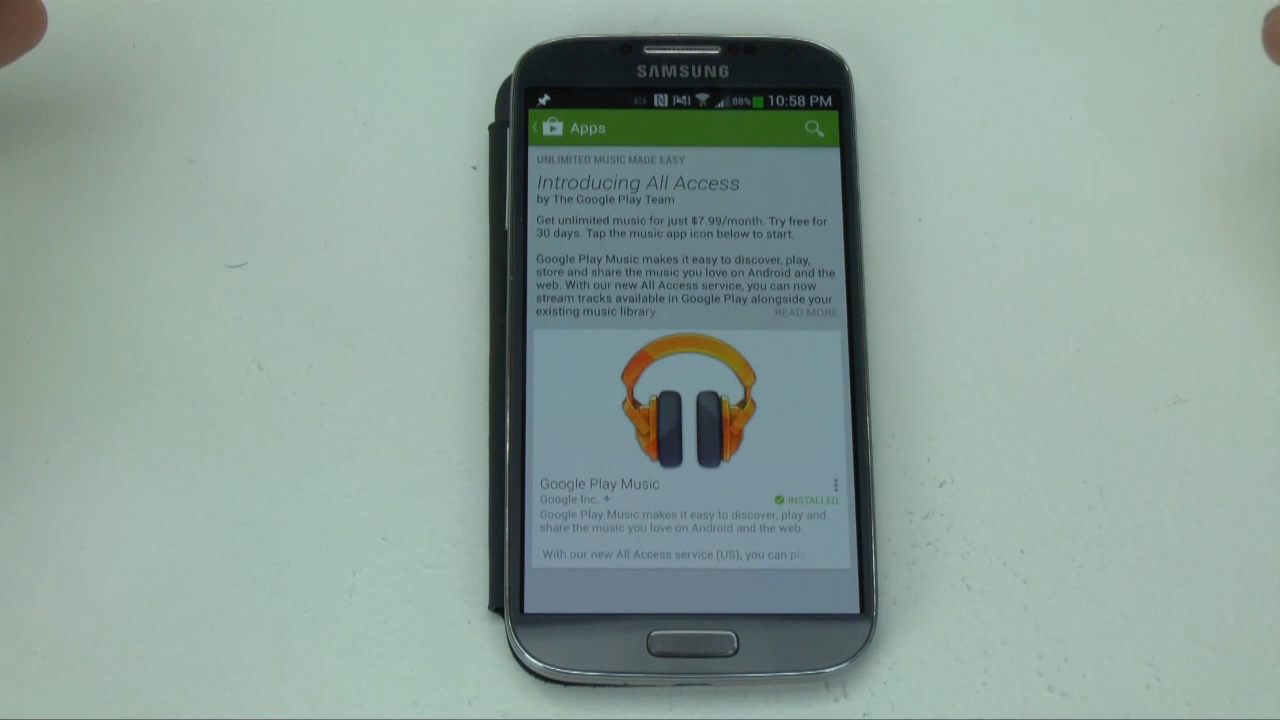 SAMSUNG
88% 10:58 PM
Apps
UNLIMITED MUSIC MADE EASY
Introducing All Access
by The Google Play Team
Get unlimited music for just $7.99/month. Try free for
30 days. Tap the music app icon below to start.
Google Play Music makes it easy to discover, play,
store and share the music you love on Android and the
web. With our new All Access service, you can now
stream tracks available in Google Play alongside your
existing music library. READ MORE
Google Play Music
Google Inc. INSTALLED
Google Play Music makes it easy to discover, play and
share the music you love on Android and the web.
With our new All Access service (US), you can pla